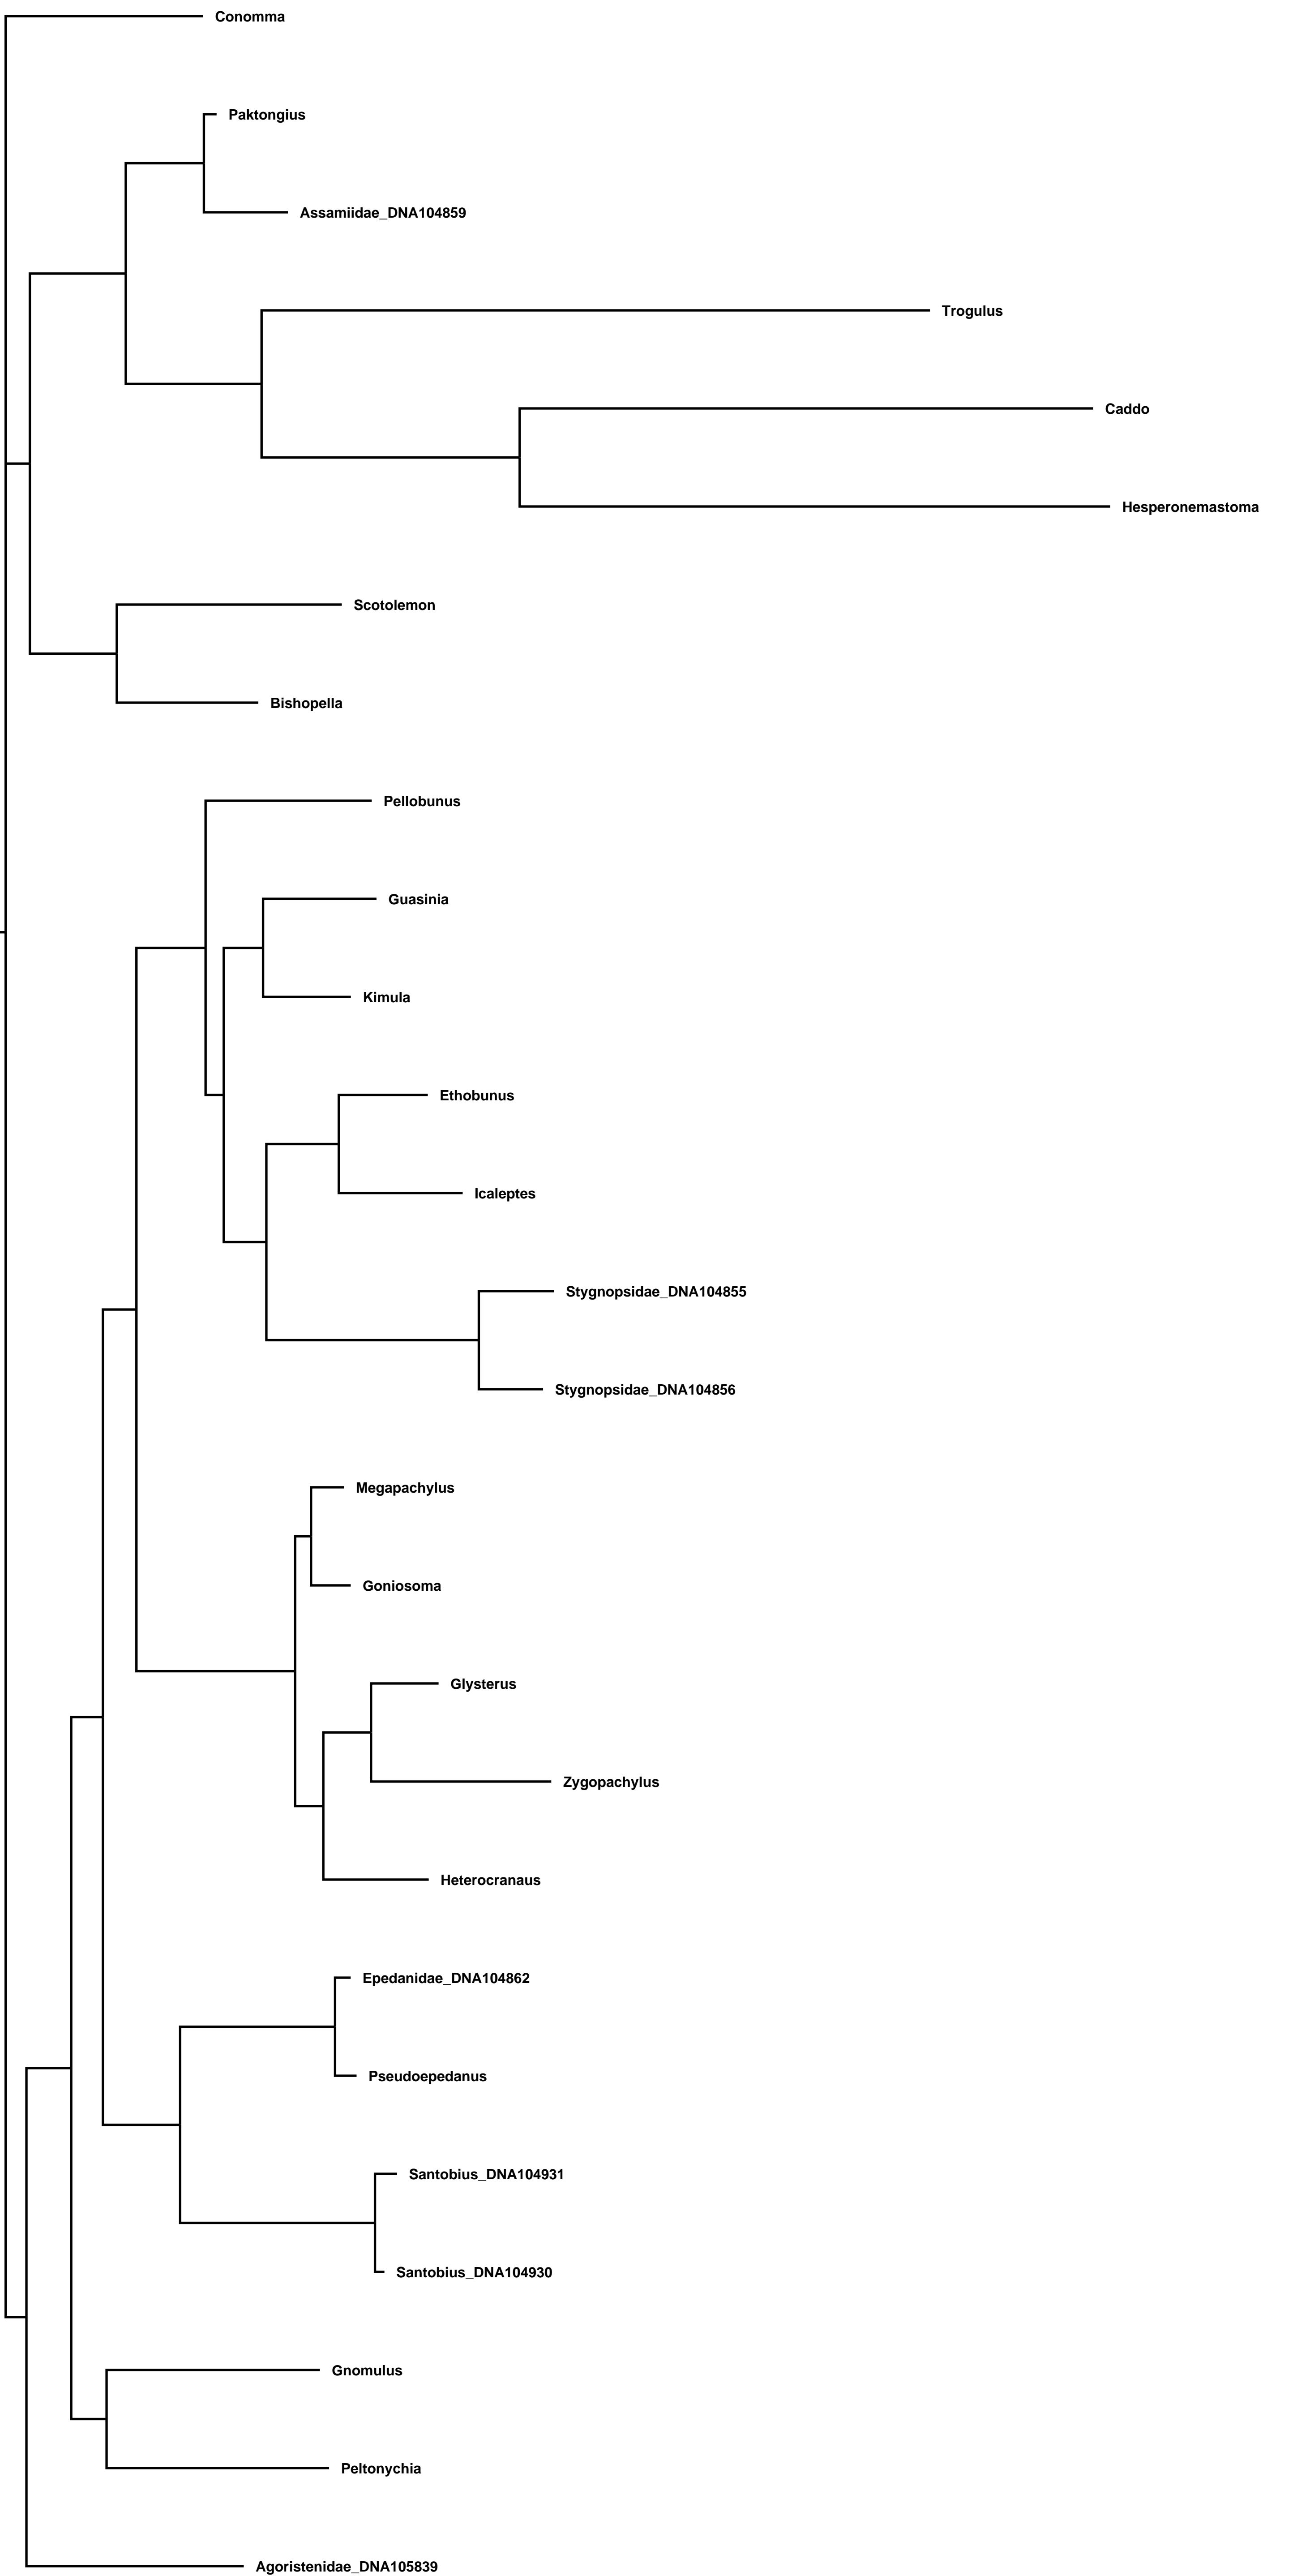 Conomma
Paktongius
Assamiidae_DNA104859
Trogulus
Caddo
Hesperonemastoma
Scotolemon
Bishopella
Pellobunus
Guasinia
Kimula
Ethobunus
Icaleptes
Stygnopsidae_DNA104855
Stygnopsidae_DNA104856
Megapachylus
Goniosoma
Glysterus
Zygopachylus
Heterocranaus
Epedanidae_DNA104862
Pseudoepedanus
Santobius_DNA104931
Santobius_DNA104930
Gnomulus
Peltonychia
Agoristenidae_DNA105839